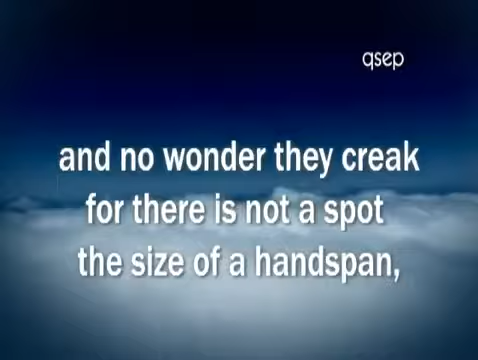 qsep
and no wonder they creak
for there is not a spot
the size of a handspan,